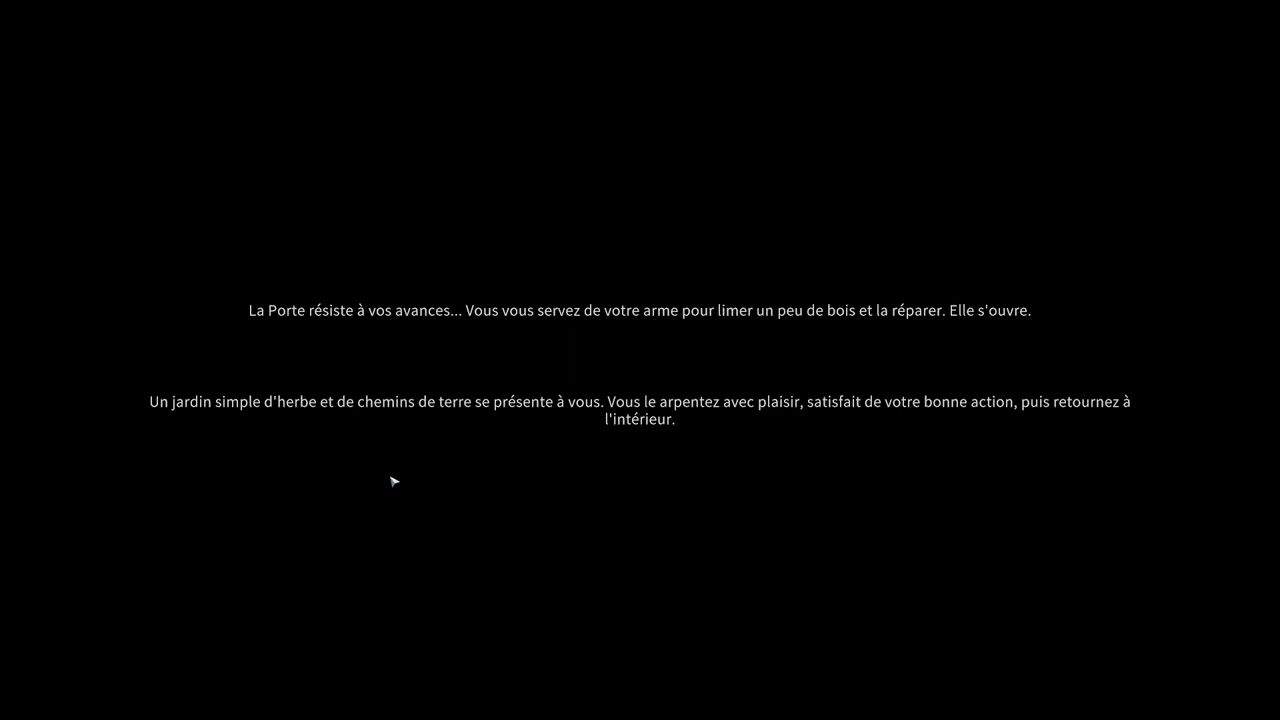 La Porte résiste à vos avances... Vous vous servez de votre arme pour limer un peu de bois et la réparer. Elle s'ouvre.
Un jardin simple d'herbe et de chemins de terre se présente à vous. Vous le arpentez avec plaisir, satisfait de votre bonne action, puis retournez à
l'intérieur.